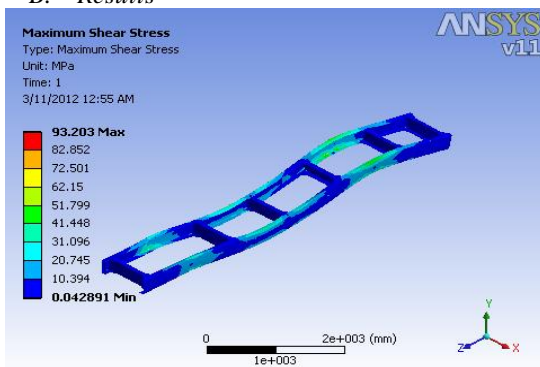 B. Results
Maximum Shear Stress
Type: Maximum Shear Stress
Unit: MPa
Time: 1
3/11/2012 12:55 AM
ANSYS
v11
93.203 Max
82.852
72.501
62.15
51.799
41.448
31.096
20.745
10.394
0.042891 Min
0
2e+003 (mm)
1e+003
Y
Z
X